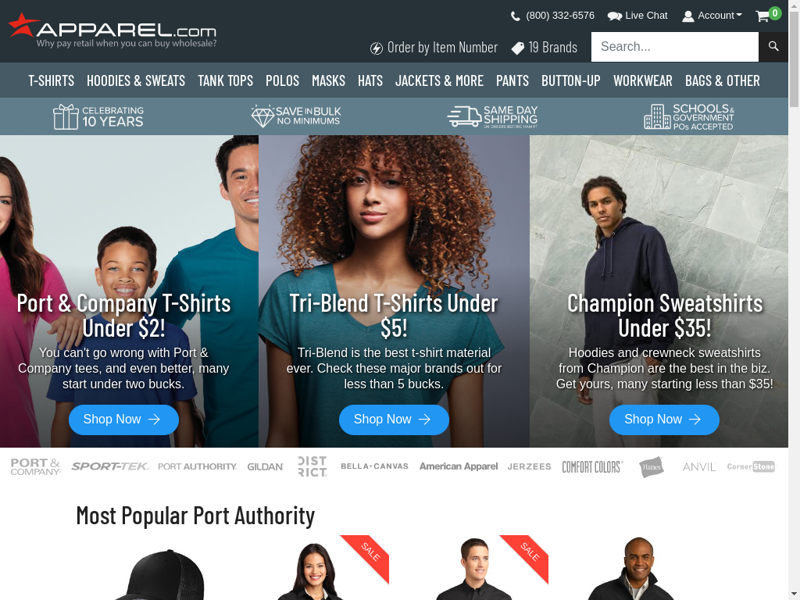 APPAREL.com
Why pay retail when you can buy wholesale?
(800) 332-6576
Live Chat
Account
0
Order by Item Number
19 Brands
Search...
T-SHIRTS
HOODIES & SWEATS
TANK TOPS
POLOS
MASKS
HATS
JACKETS & MORE
PANTS
BUTTON-UP
WORKWEAR
BAGS & OTHER
CELEBRATING
10 YEARS
SAVE IN BULK
NO MINIMUMS
SAME DAY
SHIPPING
SCHOOLS &
GOVERNMENT
POs ACCEPTED
Port & Company T-Shirts
Under $2!
You can't go wrong with Port &
Company tees, and even better, many
start under two bucks.
Shop Now
Tri-Blend T-Shirts Under
$5!
Tri-Blend is the best t-shirt material
ever. Check these major brands out for
less than 5 bucks.
Shop Now
Champion Sweatshirts
Under $35!
Hoodies and crewneck sweatshirts
from Champion are the best in the biz.
Get yours, many starting less than $35!
Shop Now
PORT &
COMPANY
SPORT-TEK
PORT AUTHORITY
GILDAN
DIST
RICT.
BELLA+CANVAS
American Apparel
JERZEES
COMFORT COLORS
Hanes
ANVIL
CornerStone
Most Popular Port Authority
SALE
SALE